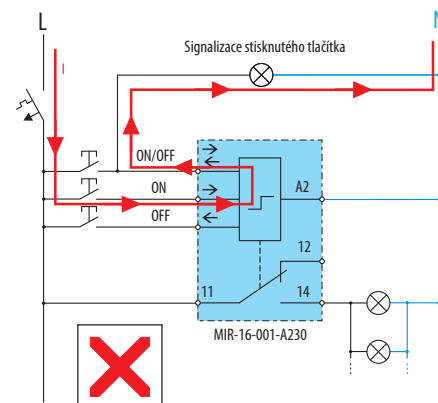 L
N
Signalizace stisknutého tlačítka
I
ON/OFF
ON
A2
OFF
12
11
14
MIR-16-001-A230